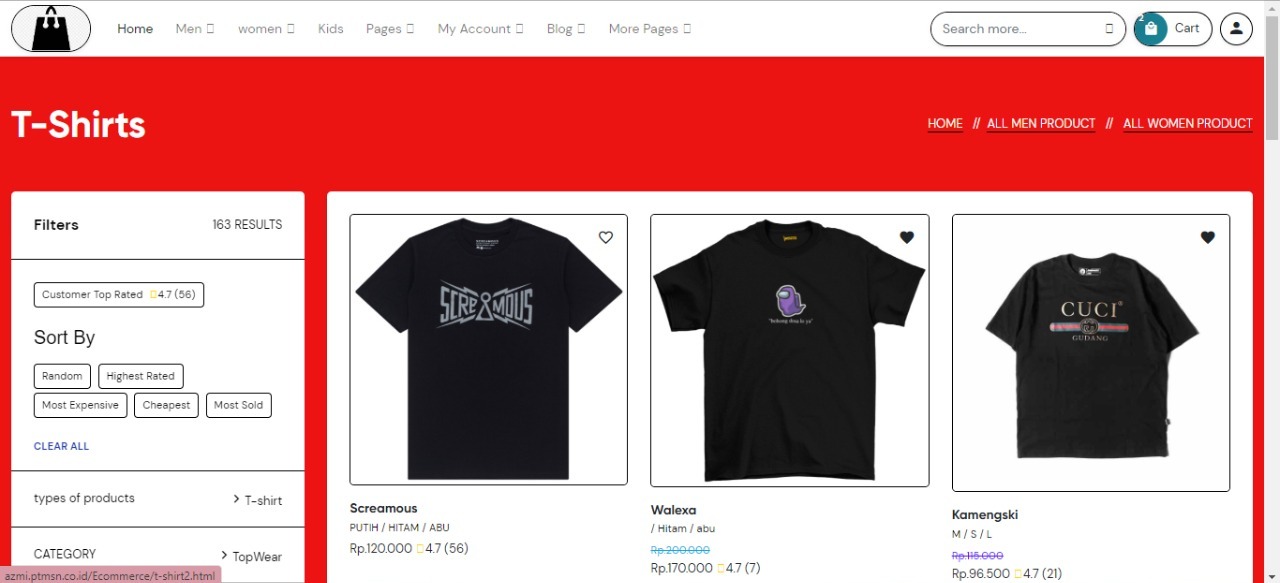 Home Men women Kids Pages My Account Blog More Pages Search more... 2 Cart
T-Shirts
HOME // ALL MEN PRODUCT // ALL WOMEN PRODUCT
Filters 163 RESULTS
Customer Top Rated 4.7 (56)
Sort By
Random Highest Rated
Most Expensive Cheapest Most Sold
CLEAR ALL
types of products > T-shirt
CATEGORY > TopWear
SCREAMOUS
Screamous
PUTIH / HITAM / ABU
Rp.120.000 4.7 (56)
Walexa
/ Hitam / abu
Rp.200.000
Rp.170.000 4.7 (7)
CUCI
GUDANG
Kamengski
M / S / L
Rp.115.000
Rp.96.500 4.7 (21)
azmi.ptmsn.co.id/Ecommerce/t-shirt2.html